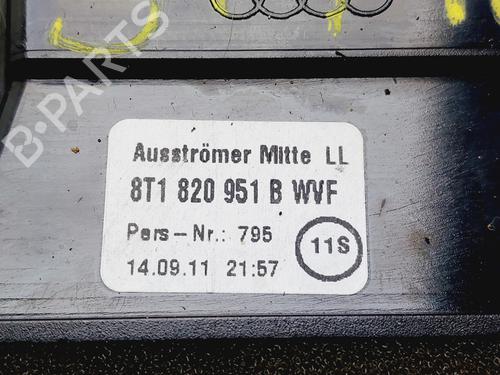 B-PARTS
Ausströmer Mitte LL
8T1 820 951 B WVF
Pers-Nr.: 795
11S
14.09.11 21:57